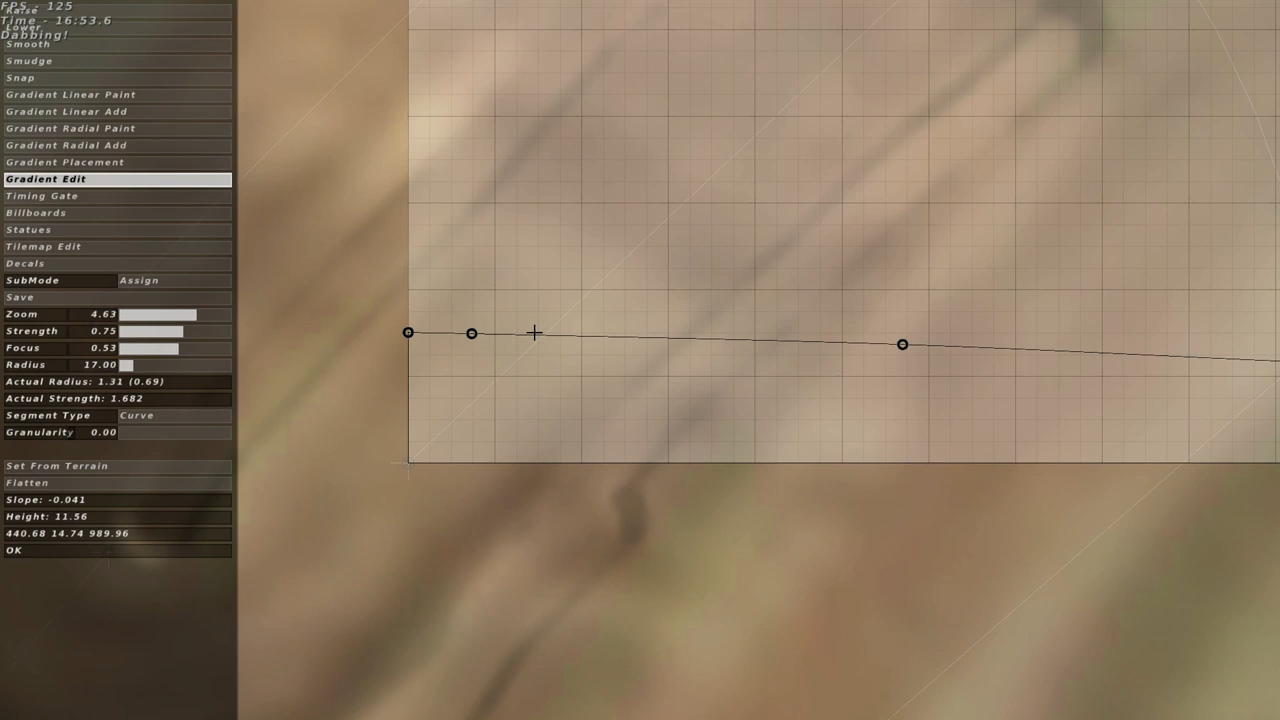 FPS - 125
Raise
Time - 16:53.6
Lower
Dabbing!
Smooth
Smudge
Snap
Gradient Linear Paint
Gradient Linear Add
Gradient Radial Paint
Gradient Radial Add
Gradient Placement
Gradient Edit
Timing Gate
Billboards
Statues
Tilemap Edit
Decals
SubMode Assign
Save
Zoom 4.63
Strength 0.75
Focus 0.53
Radius 17.00
Actual Radius: 1.31 (0.69)
Actual Strength: 1.682
Segment Type Curve
Granularity 0.00
Set From Terrain
Flatten
Slope: -0.041
Height: 11.56
440.68 14.74 989.96
OK